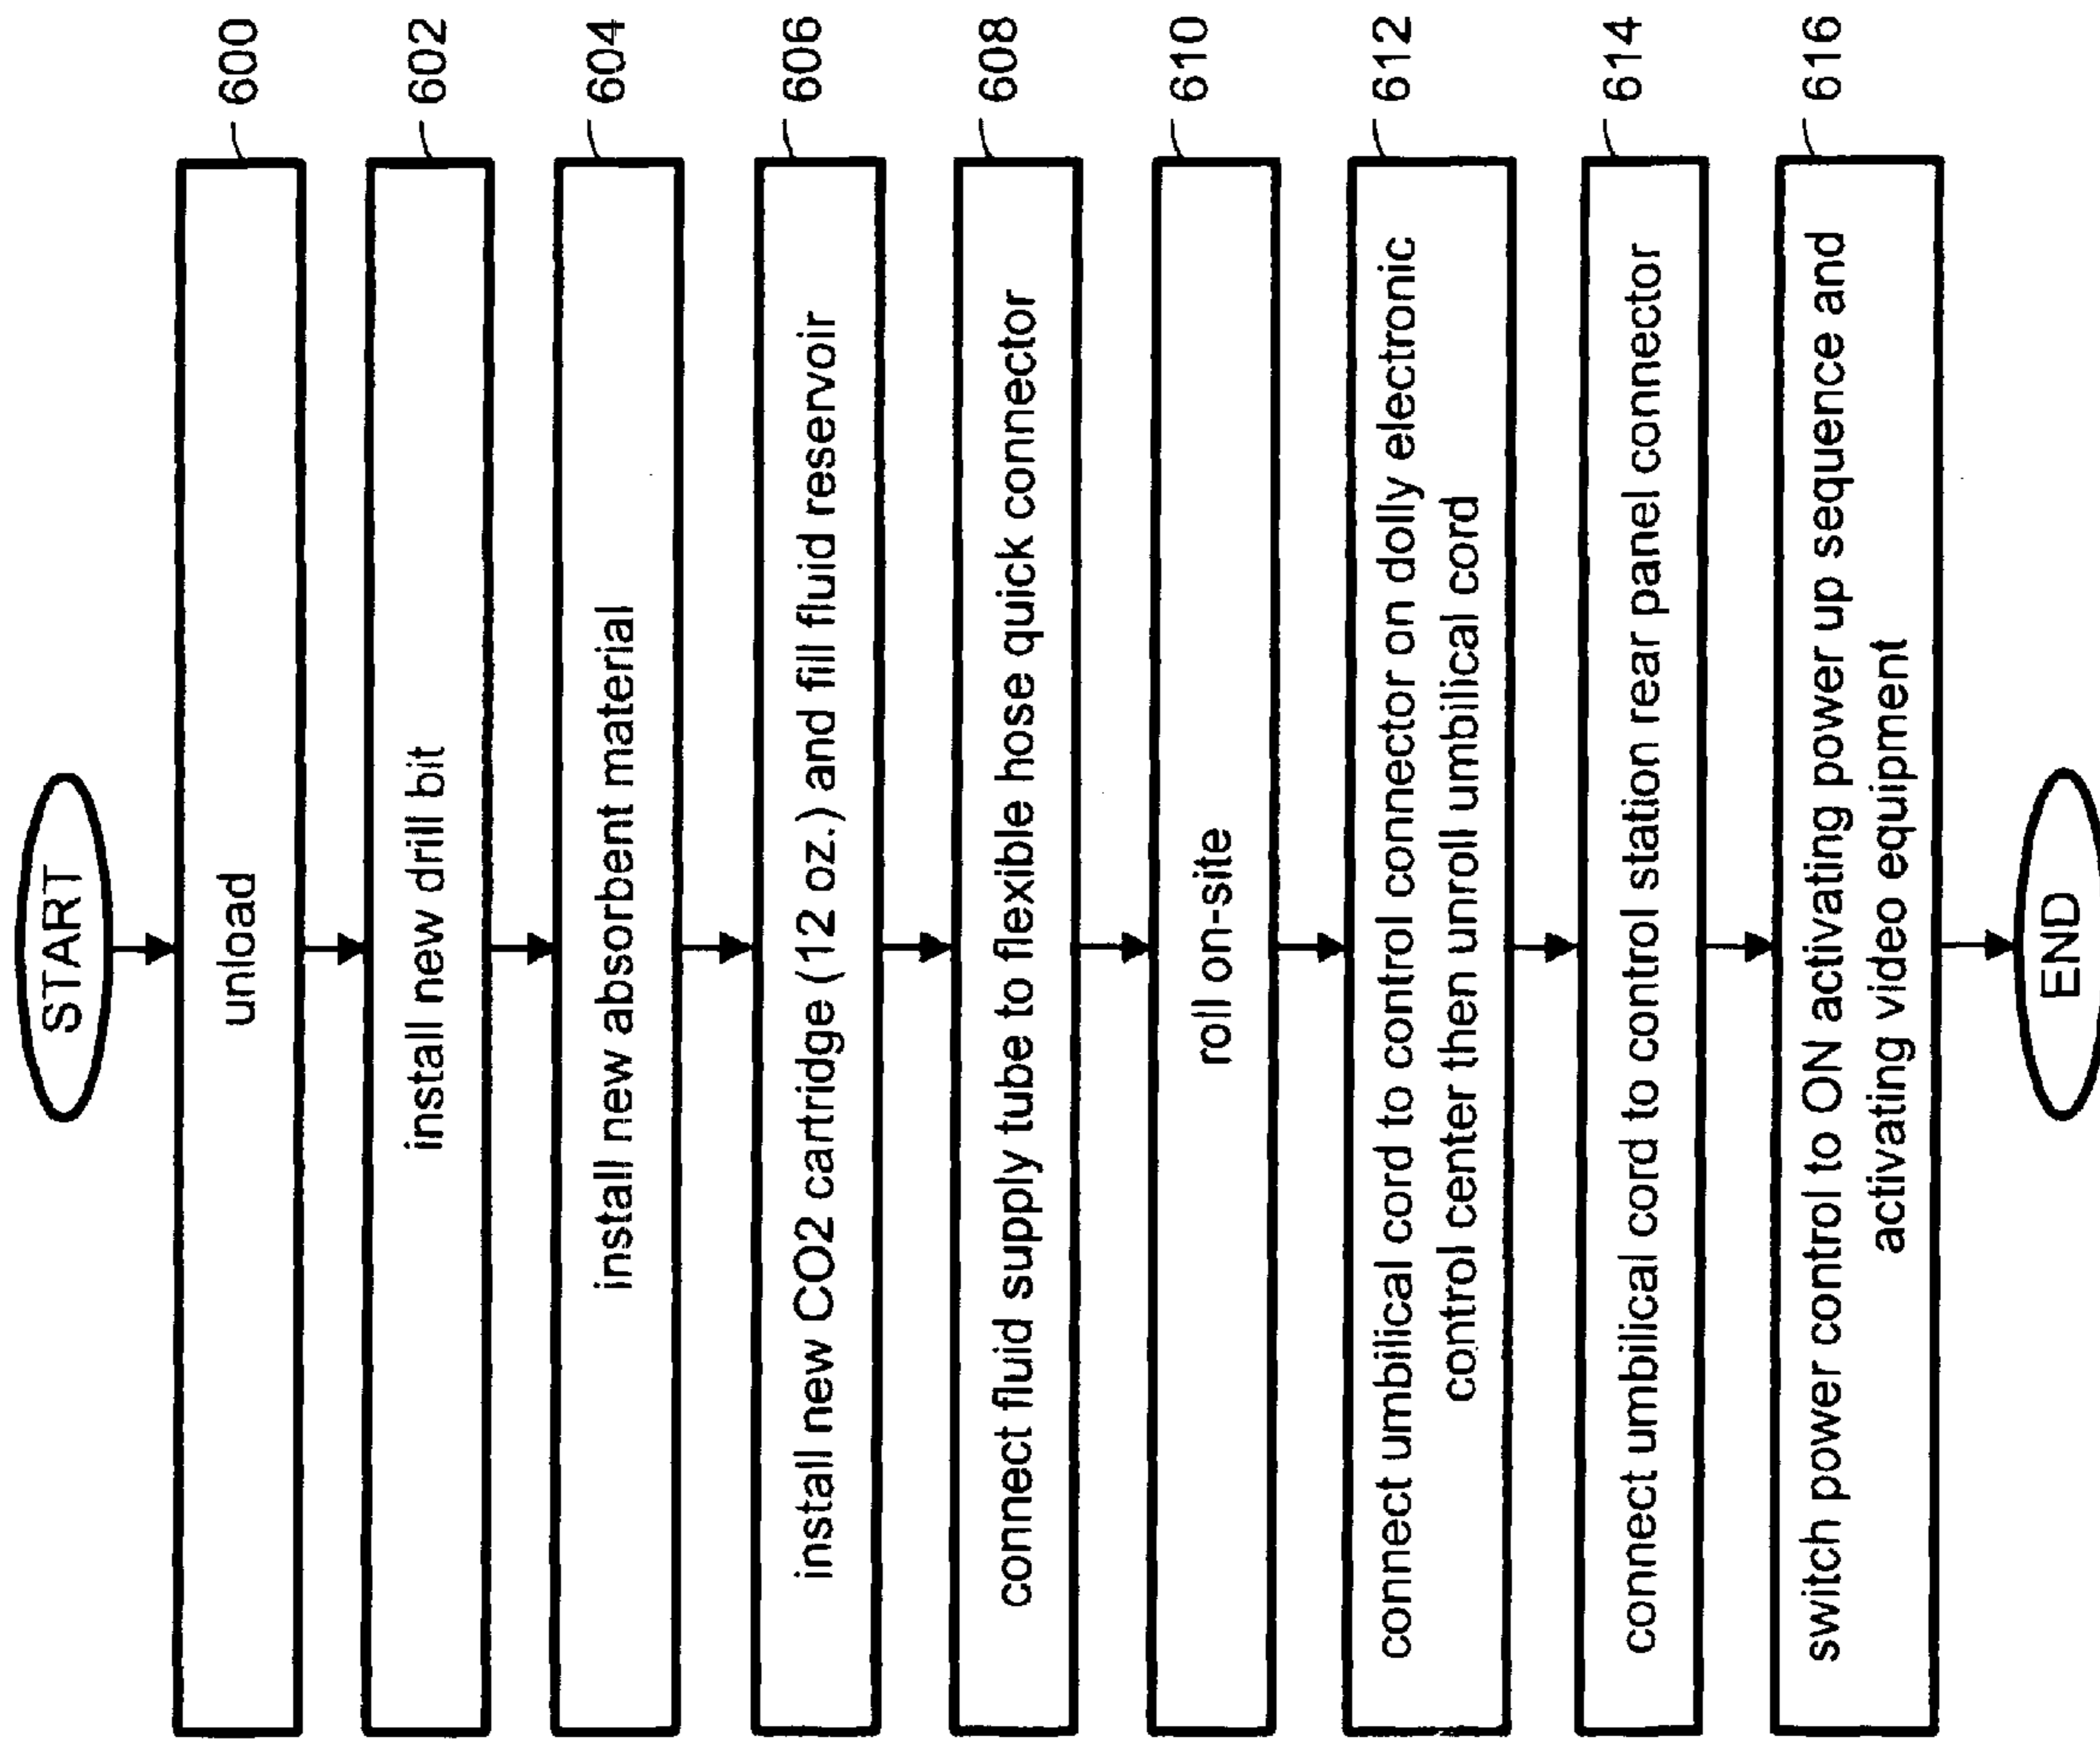 START
unload
600
install new drill bit
602
install new absorbent material
604
install new CO2 cartridge (12 oz.) and fill fluid reservoir
606
connect fluid supply tube to flexible hose quick connector
608
roll on-site
610
connect umbilical cord to control connector on dolly electronic
control center then unroll umbilical cord
612
connect umbilical cord to control station rear panel connector
614
switch power control to ON activating power up sequence and
activating video equipment
616
END